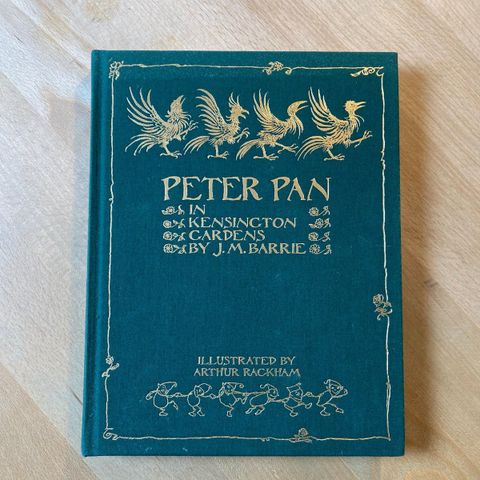 PETER PAN
IN
KENSINGTON
GARDENS
BY J. M. BARRIE
ILLUSTRATED BY
ARTHUR RACKHAM